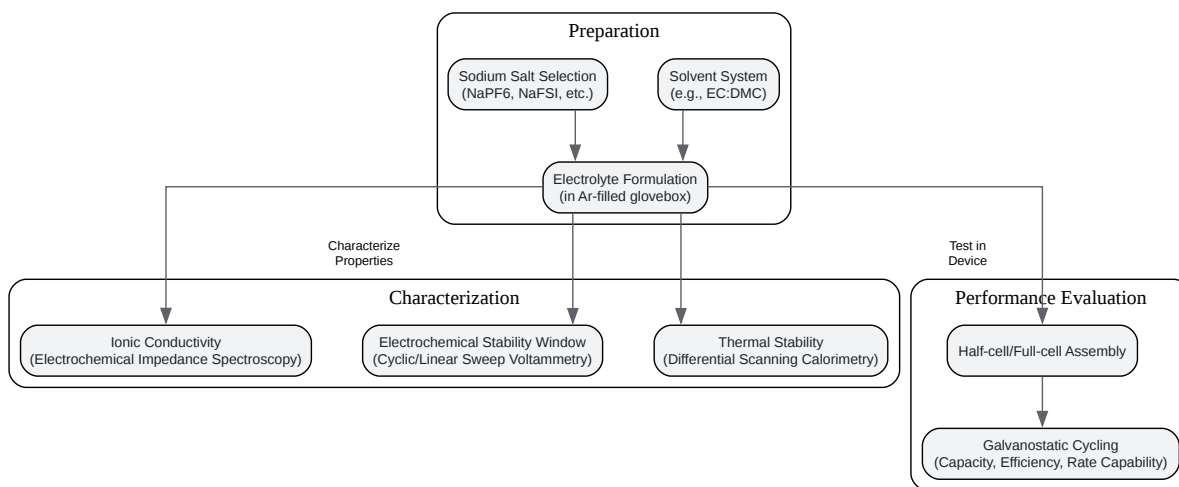 Preparation
Sodium Salt Selection
(NaPF6, NaFSI, etc.)
Solvent System
(e.g., EC:DMC)
Electrolyte Formulation
(in Ar-filled glovebox)
Characterize
Properties
Test in
Device
Characterization
Ionic Conductivity
(Electrochemical Impedance Spectroscopy)
Electrochemical Stability Window
(Cyclic/Linear Sweep Voltammetry)
Thermal Stability
(Differential Scanning Calorimetry)
Performance Evaluation
Half-cell/Full-cell Assembly
Galvanostatic Cycling
(Capacity, Efficiency, Rate Capability)